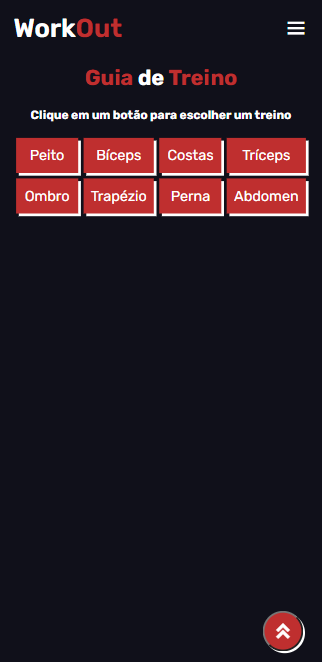 WorkOut
Guia de Treino
Clique em um botão para escolher um treino
Peito Bíceps Costas Tríceps
Ombro Trapézio Perna Abdomen